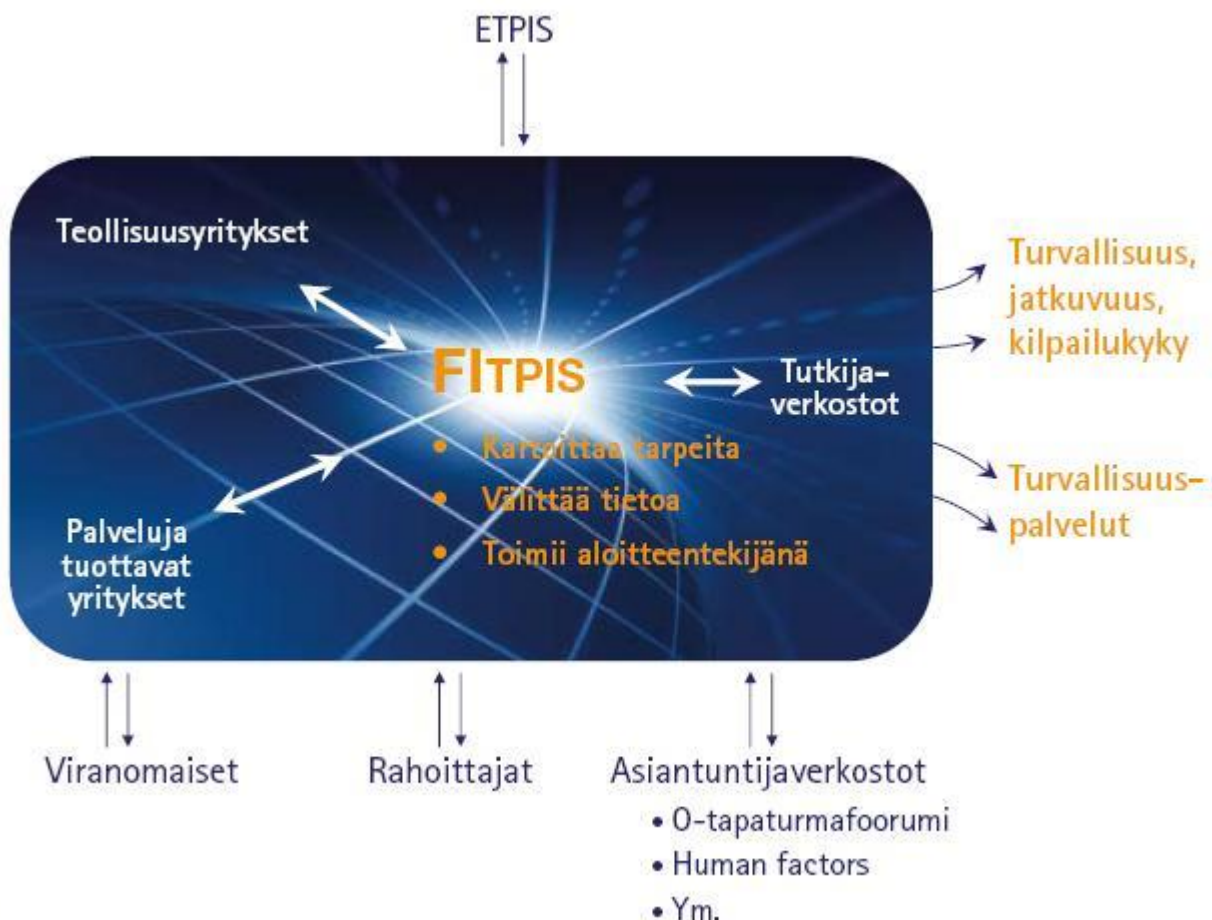 ETPIS
Teollisuusyritykset
FITPIS
• Kartoittaa tarpeita
• Välittää tietoa
• Toimii aloitteentekijänä
Tutkija-
verkostot
Palveluja
tuottavat
yritykset
Turvallisuus,
jatkuvuus,
kilpailukyky
Turvallisuus-
palvelut
Viranomaiset
Rahoittajat
Asiantuntijaverkostot
• 0-tapaturmafoorumi
• Human factors
• Ym.